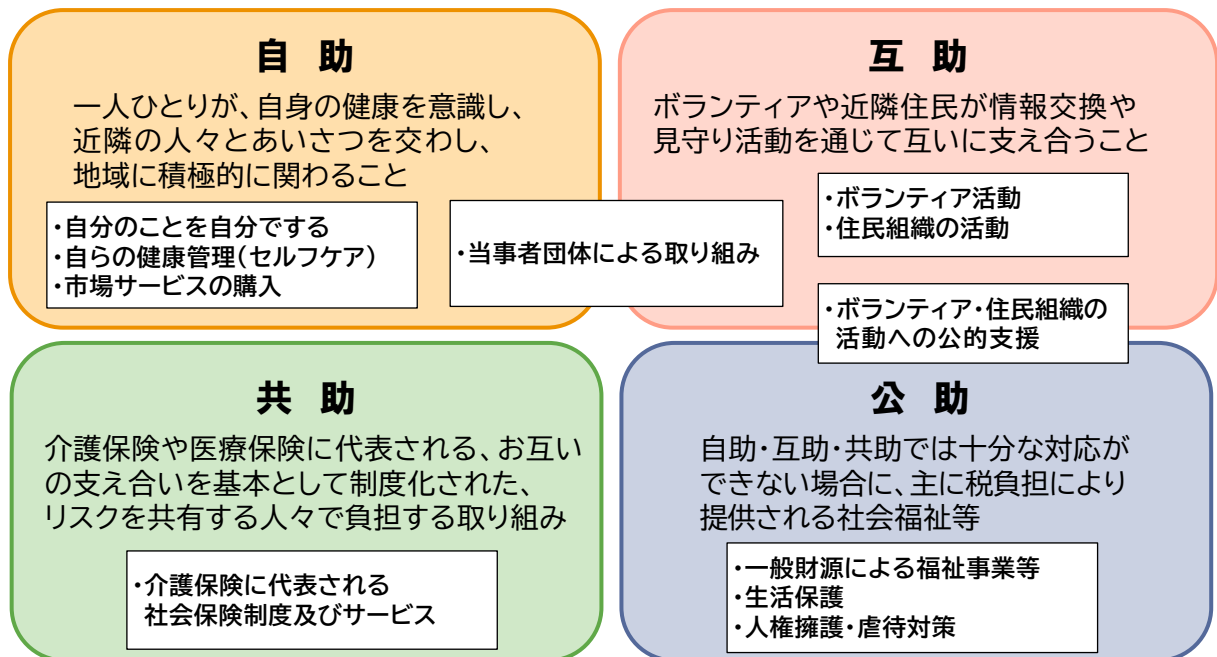 自 助
一人ひとりが、自身の健康を意識し、
近隣の人々とあいさつを交わし、
地域に積極的に関わること
・自分のことを自分でする
・自らの健康管理(セルフケア)
・市場サービスの購入
・当事者団体による取り組み
互 助
ボランティアや近隣住民が情報交換や
見守り活動を通じて互いに支え合うこと
・ボランティア活動
・住民組織の活動
・ボランティア・住民組織の
活動への公的支援
共 助
介護保険や医療保険に代表される、お互い
の支え合いを基本として制度化された、
リスクを共有する人々で負担する取り組み
・介護保険に代表される
社会保険制度及びサービス
公 助
自助・互助・共助では十分な対応が
できない場合に、主に税負担により
提供される社会福祉等
・一般財源による福祉事業等
・生活保護
・人権擁護・虐待対策